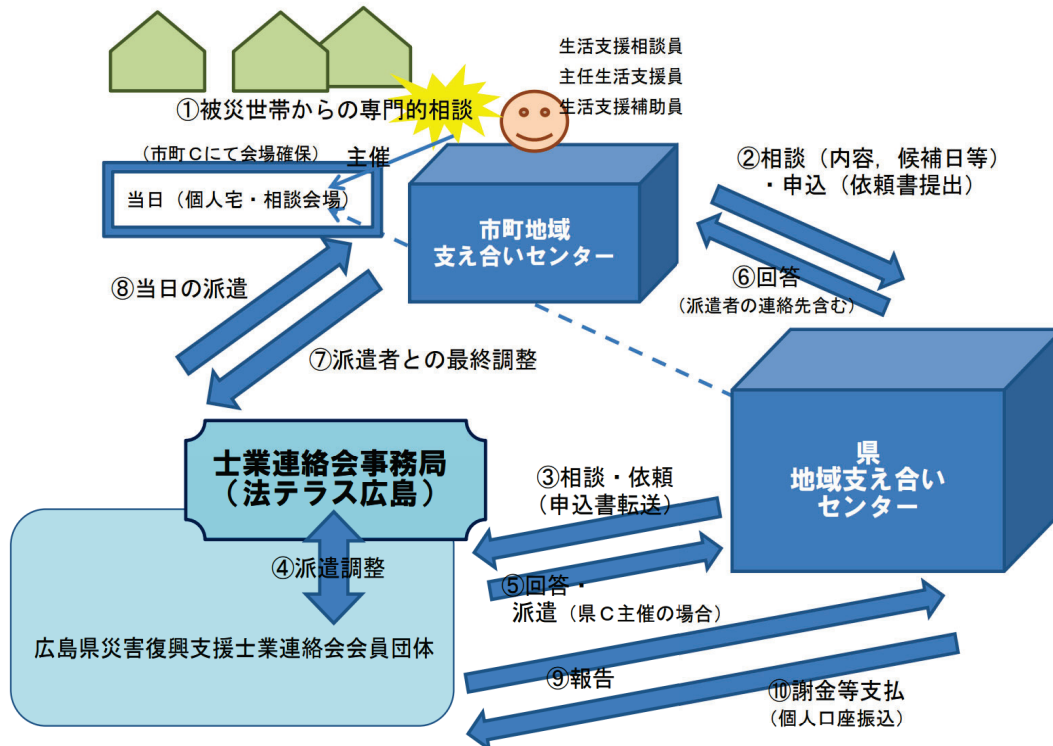 生活支援相談員
主任生活支援員
生活支援補助員
①被災世帯からの専門的相談
(市町Cにて会場確保)
主催
当日(個人宅・相談会場)
市町地域
支え合いセンター
②相談(内容,候補日等)
・申込(依頼書提出)
⑥回答
(派遣者の連絡先含む)
⑧当日の派遣
⑦派遣者との最終調整
士業連絡会事務局
(法テラス広島)
③相談・依頼
(申込書転送)
県
地域支え合い
センター
④派遣調整
⑤回答・
派遣(県C主催の場合)
広島県災害復興支援士業連絡会会員団体
⑨報告
⑩謝金等支払
(個人口座振込)